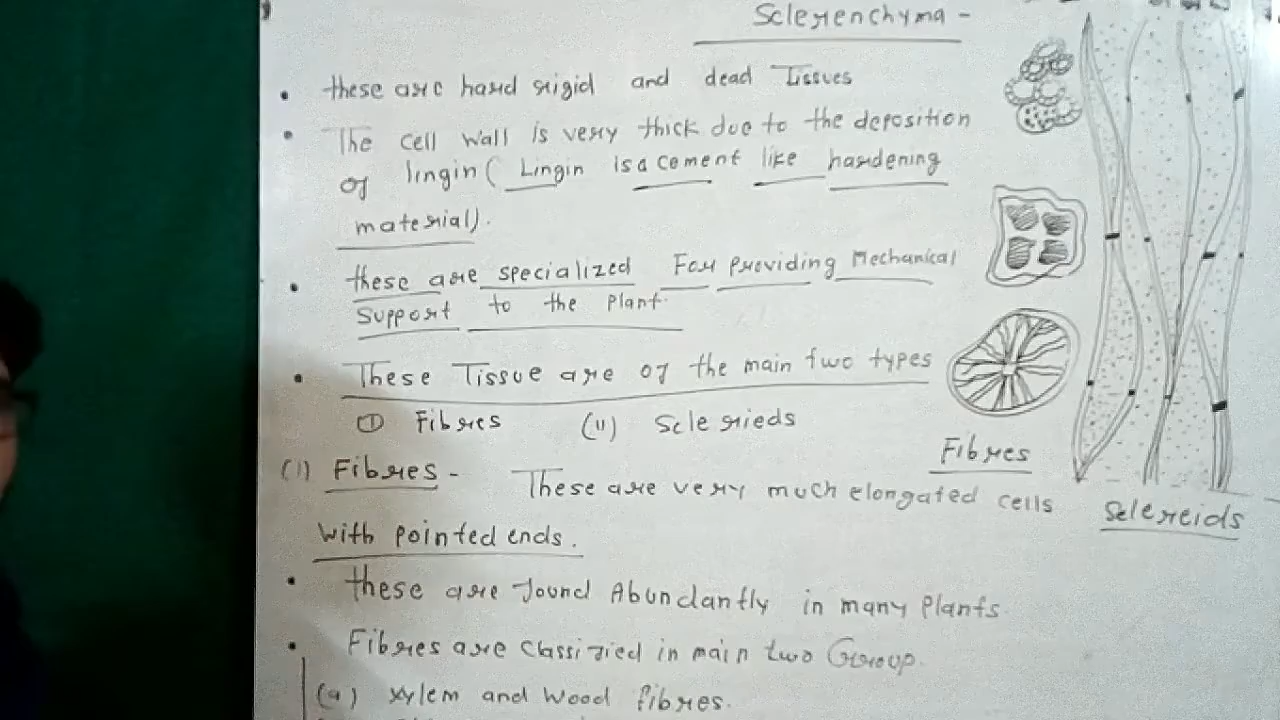 Sclerenchyma -
• these are hard rigid and dead Tissues
• The cell wall is very thick due to the deposition
of lingin ( Lingin is a cement like hardening
material).
• these are specialized For providing Mechanical
Support to the plant.
• These Tissue are of the main two types
(I) Fibres (II) Sclerieds
Fibres
Sclereids
(1) Fibres - These are very much elongated cells
with pointed ends.
• these are found Abundantly in many plants
• Fibres are classified in main two Group.
(a) xylem and wood fibres.